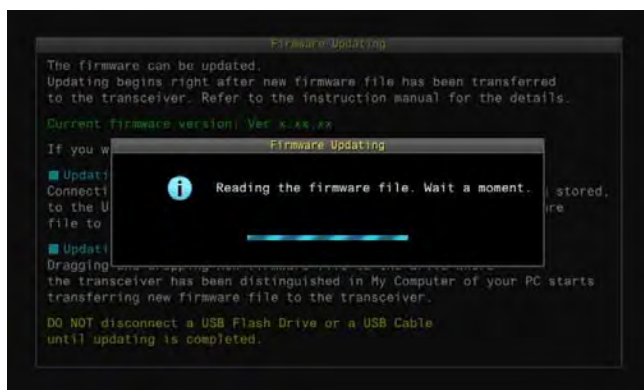 Firmware Updating
The firmware can be updated.
Updating begins right after new firmware file has been transferred
to the transceiver. Refer to the instruction manual for the details.
Current firmware version: Ver x.xx.xx
If you w
Firmware Updating
Reading the firmware file. Wait a moment.
Updati
Connecti stored,
to the U
file to
Updati
Dragging
the transceiver has been distinguished in My Computer of your PC starts
transferring new firmware file to the transceiver.
DO NOT disconnect a USB Flash Drive or a USB Cable
until updating is completed.